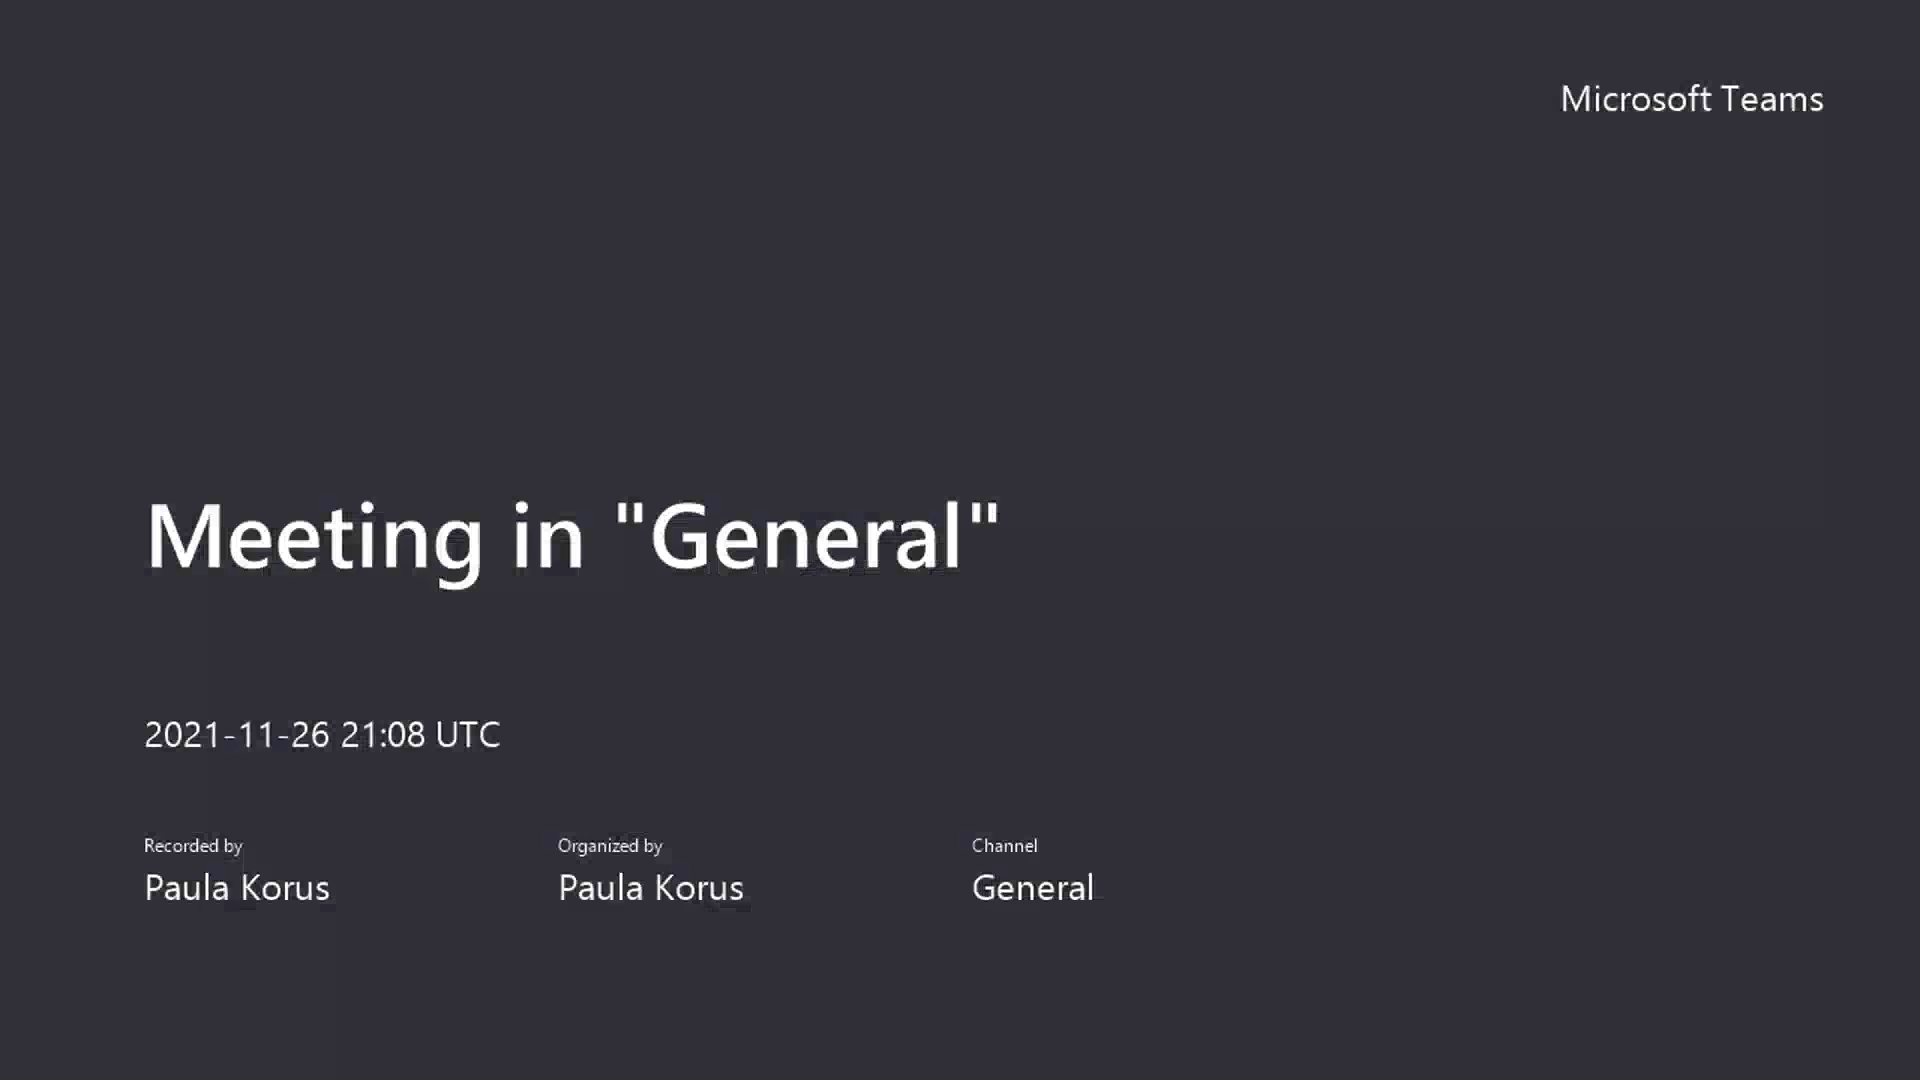 Microsoft Teams
Meeting in "General"
2021-11-26 21:08 UTC
Recorded by
Paula Korus
Organized by
Paula Korus
Channel
General